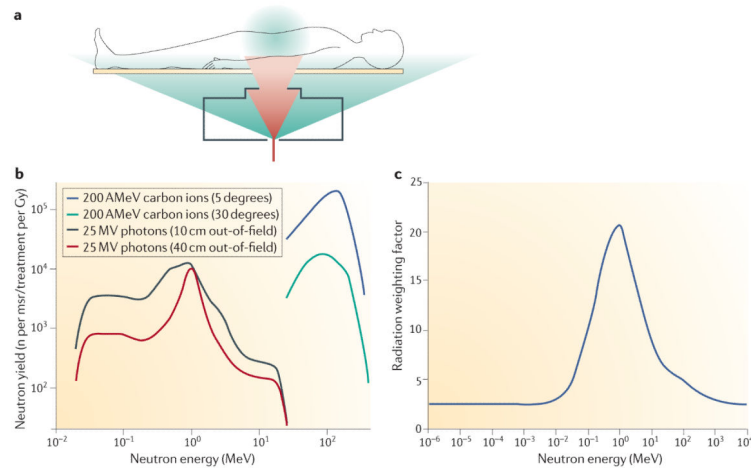 a
b
200 AMeV carbon ions (5 degrees)
200 AMeV carbon ions (30 degrees)
25 MV photons (10 cm out-of-field)
25 MV photons (40 cm out-of-field)
Neutron yield (n per msr/treatment per Gy)
10⁵
10⁴
10³
10²
10⁻² 10⁻¹ 10⁰ 10¹ 10²
Neutron energy (MeV)
c
Radiation weighting factor
25
20
15
10
5
0
10⁻⁶ 10⁻⁵ 10⁻⁴ 10⁻³ 10⁻² 10⁻¹ 10⁰ 10¹ 10² 10³ 10⁴
Neutron energy (MeV)